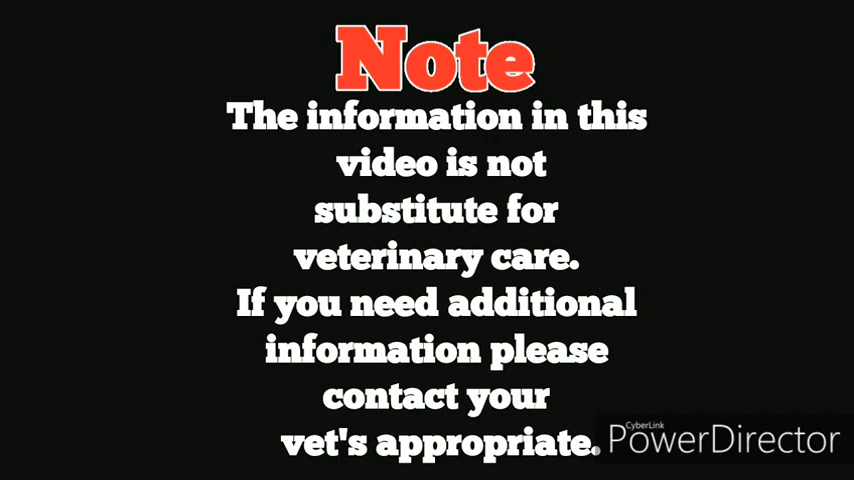 Note
The information in this
video is not
substitute for
veterinary care.
If you need additional
information please
contact your
vet's appropriate.
CyberLink
PowerDirector